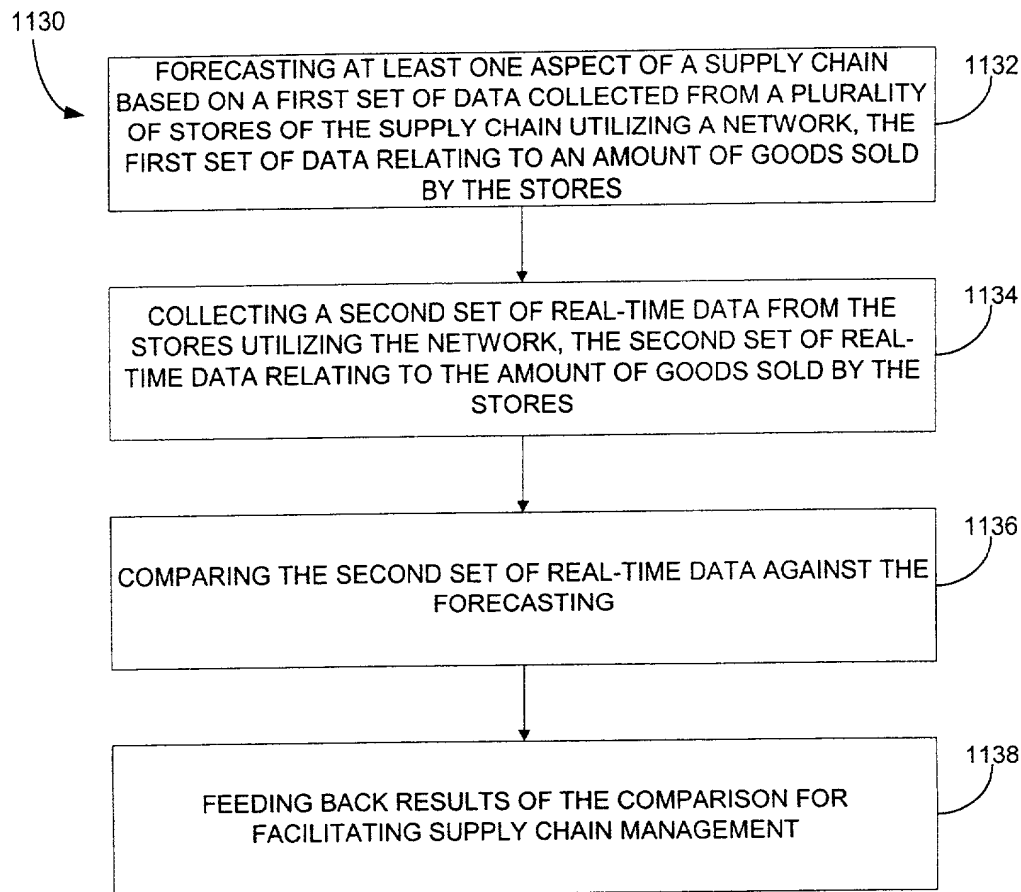 1130
FORECASTING AT LEAST ONE ASPECT OF A SUPPLY CHAIN
BASED ON A FIRST SET OF DATA COLLECTED FROM A PLURALITY
OF STORES OF THE SUPPLY CHAIN UTILIZING A NETWORK, THE
FIRST SET OF DATA RELATING TO AN AMOUNT OF GOODS SOLD
BY THE STORES
1132
COLLECTING A SECOND SET OF REAL-TIME DATA FROM THE
STORES UTILIZING THE NETWORK, THE SECOND SET OF REAL-
TIME DATA RELATING TO THE AMOUNT OF GOODS SOLD BY THE
STORES
1134
COMPARING THE SECOND SET OF REAL-TIME DATA AGAINST THE
FORECASTING
1136
FEEDING BACK RESULTS OF THE COMPARISON FOR
FACILITATING SUPPLY CHAIN MANAGEMENT
1138